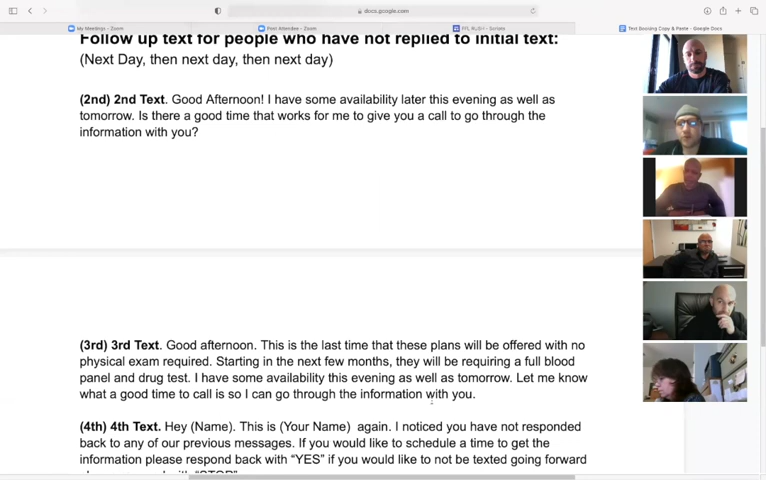 docs.google.com
My Meetings - Zoom
Post Attendee - Zoom
FFL RUSH - Scripts
Text Booking Copy & Paste - Google Docs
Follow up text for people who have not replied to initial text:
(Next Day, then next day, then next day)
(2nd) 2nd Text. Good Afternoon! I have some availability later this evening as well as
tomorrow. Is there a good time that works for me to give you a call to go through the
information with you?
(3rd) 3rd Text. Good afternoon. This is the last time that these plans will be offered with no
physical exam required. Starting in the next few months, they will be requiring a full blood
panel and drug test. I have some availability this evening as well as tomorrow. Let me know
what a good time to call is so I can go through the information with you.
(4th) 4th Text. Hey (Name). This is (Your Name) again. I noticed you have not responded
back to any of our previous messages. If you would like to schedule a time to get the
information please respond back with “YES” if you would like to not be texted going forward